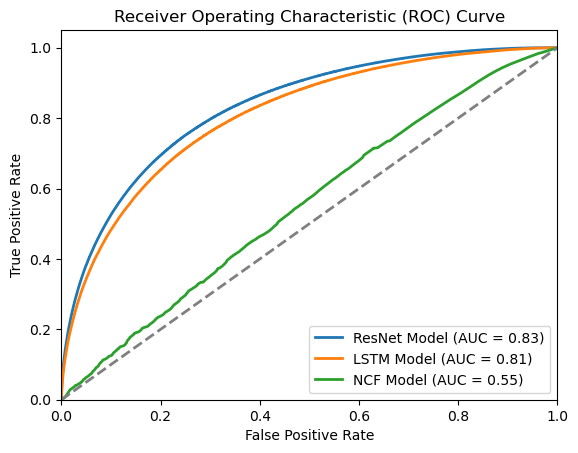 Receiver Operating Characteristic (ROC) Curve
True Positive Rate
1.0
0.8
0.6
0.4
0.2
0.0
ResNet Model (AUC = 0.83)
LSTM Model (AUC = 0.81)
NCF Model (AUC = 0.55)
0.0 0.2 0.4 0.6 0.8 1.0
False Positive Rate